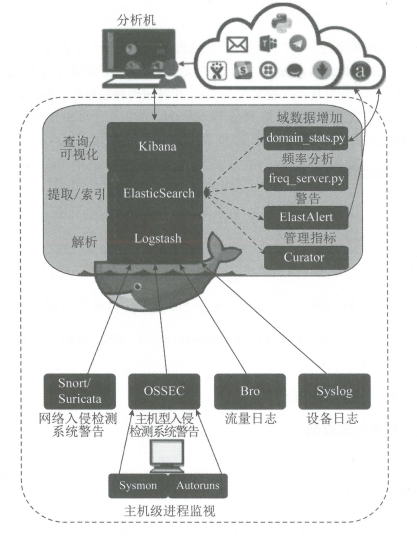 分析机
a
查询/
可视化
Kibana
提取/索引
ElasticSearch
解析
Logstash
域数据增加
domain_stats.py
频率分析
freq_server.py
警告
ElastAlert
管理指标
Curator
Snort/
Suricata
网络入侵检测
系统警告
OSSEC
主机型入侵
检测系统警告
Bro
流量日志
Syslog
设备日志
Sysmon
Autoruns
主机级进程监视